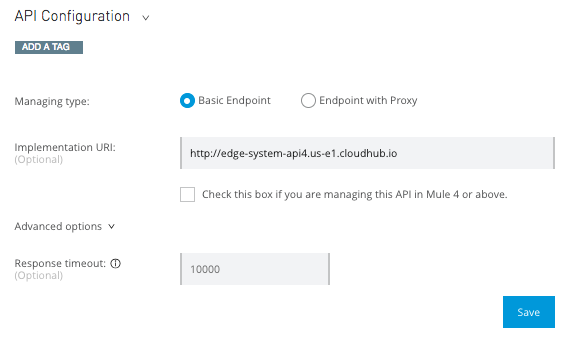 API Configuration
ADD A TAG
Managing type:
Basic Endpoint
Endpoint with Proxy
Implementation URI:
(Optional)
http://edge-system-api4.us-e1.cloudhub.io
Check this box if you are managing this API in Mule 4 or above.
Advanced options
Response timeout:
(Optional)
10000
Save